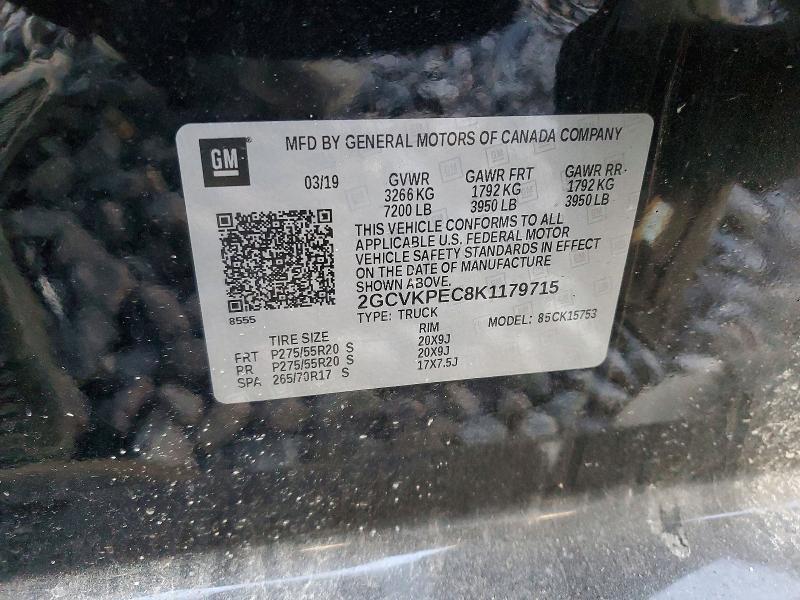 GM
MFD BY GENERAL MOTORS OF CANADA COMPANY
03/19 GVWR GAWR FRT GAWR RR
3266 KG 1792 KG 1792 KG
7200 LB 3950 LB 3950 LB
THIS VEHICLE CONFORMS TO ALL
APPLICABLE U.S. FEDERAL MOTOR
VEHICLE SAFETY STANDARDS IN EFFECT
ON THE DATE OF MANUFACTURE
SHOWN ABOVE.
2GCVKPEC8K1179715
TYPE: TRUCK MODEL: 85CK15753
8555
TIRE SIZE RIM
FRT P275/55R20 S 20X9J
RR P275/55R20 S 20X9J
SPA 265/70R17 S 17X7.5J